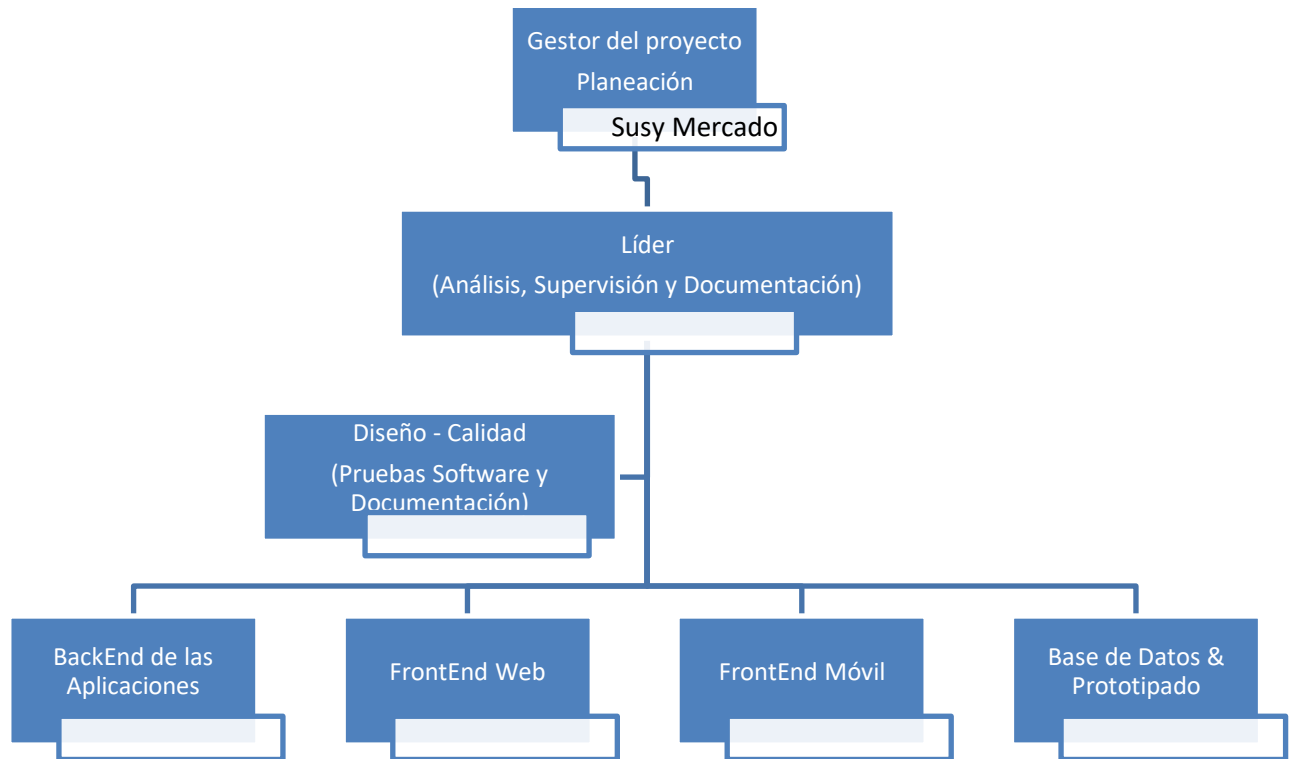 Gestor del proyecto
Planeación
Susy Mercado
Líder
(Análisis, Supervisión y Documentación)
Diseño - Calidad
(Pruebas Software y
Documentación)
BackEnd de las
Aplicaciones
FrontEnd Web
FrontEnd Móvil
Base de Datos &
Prototipado